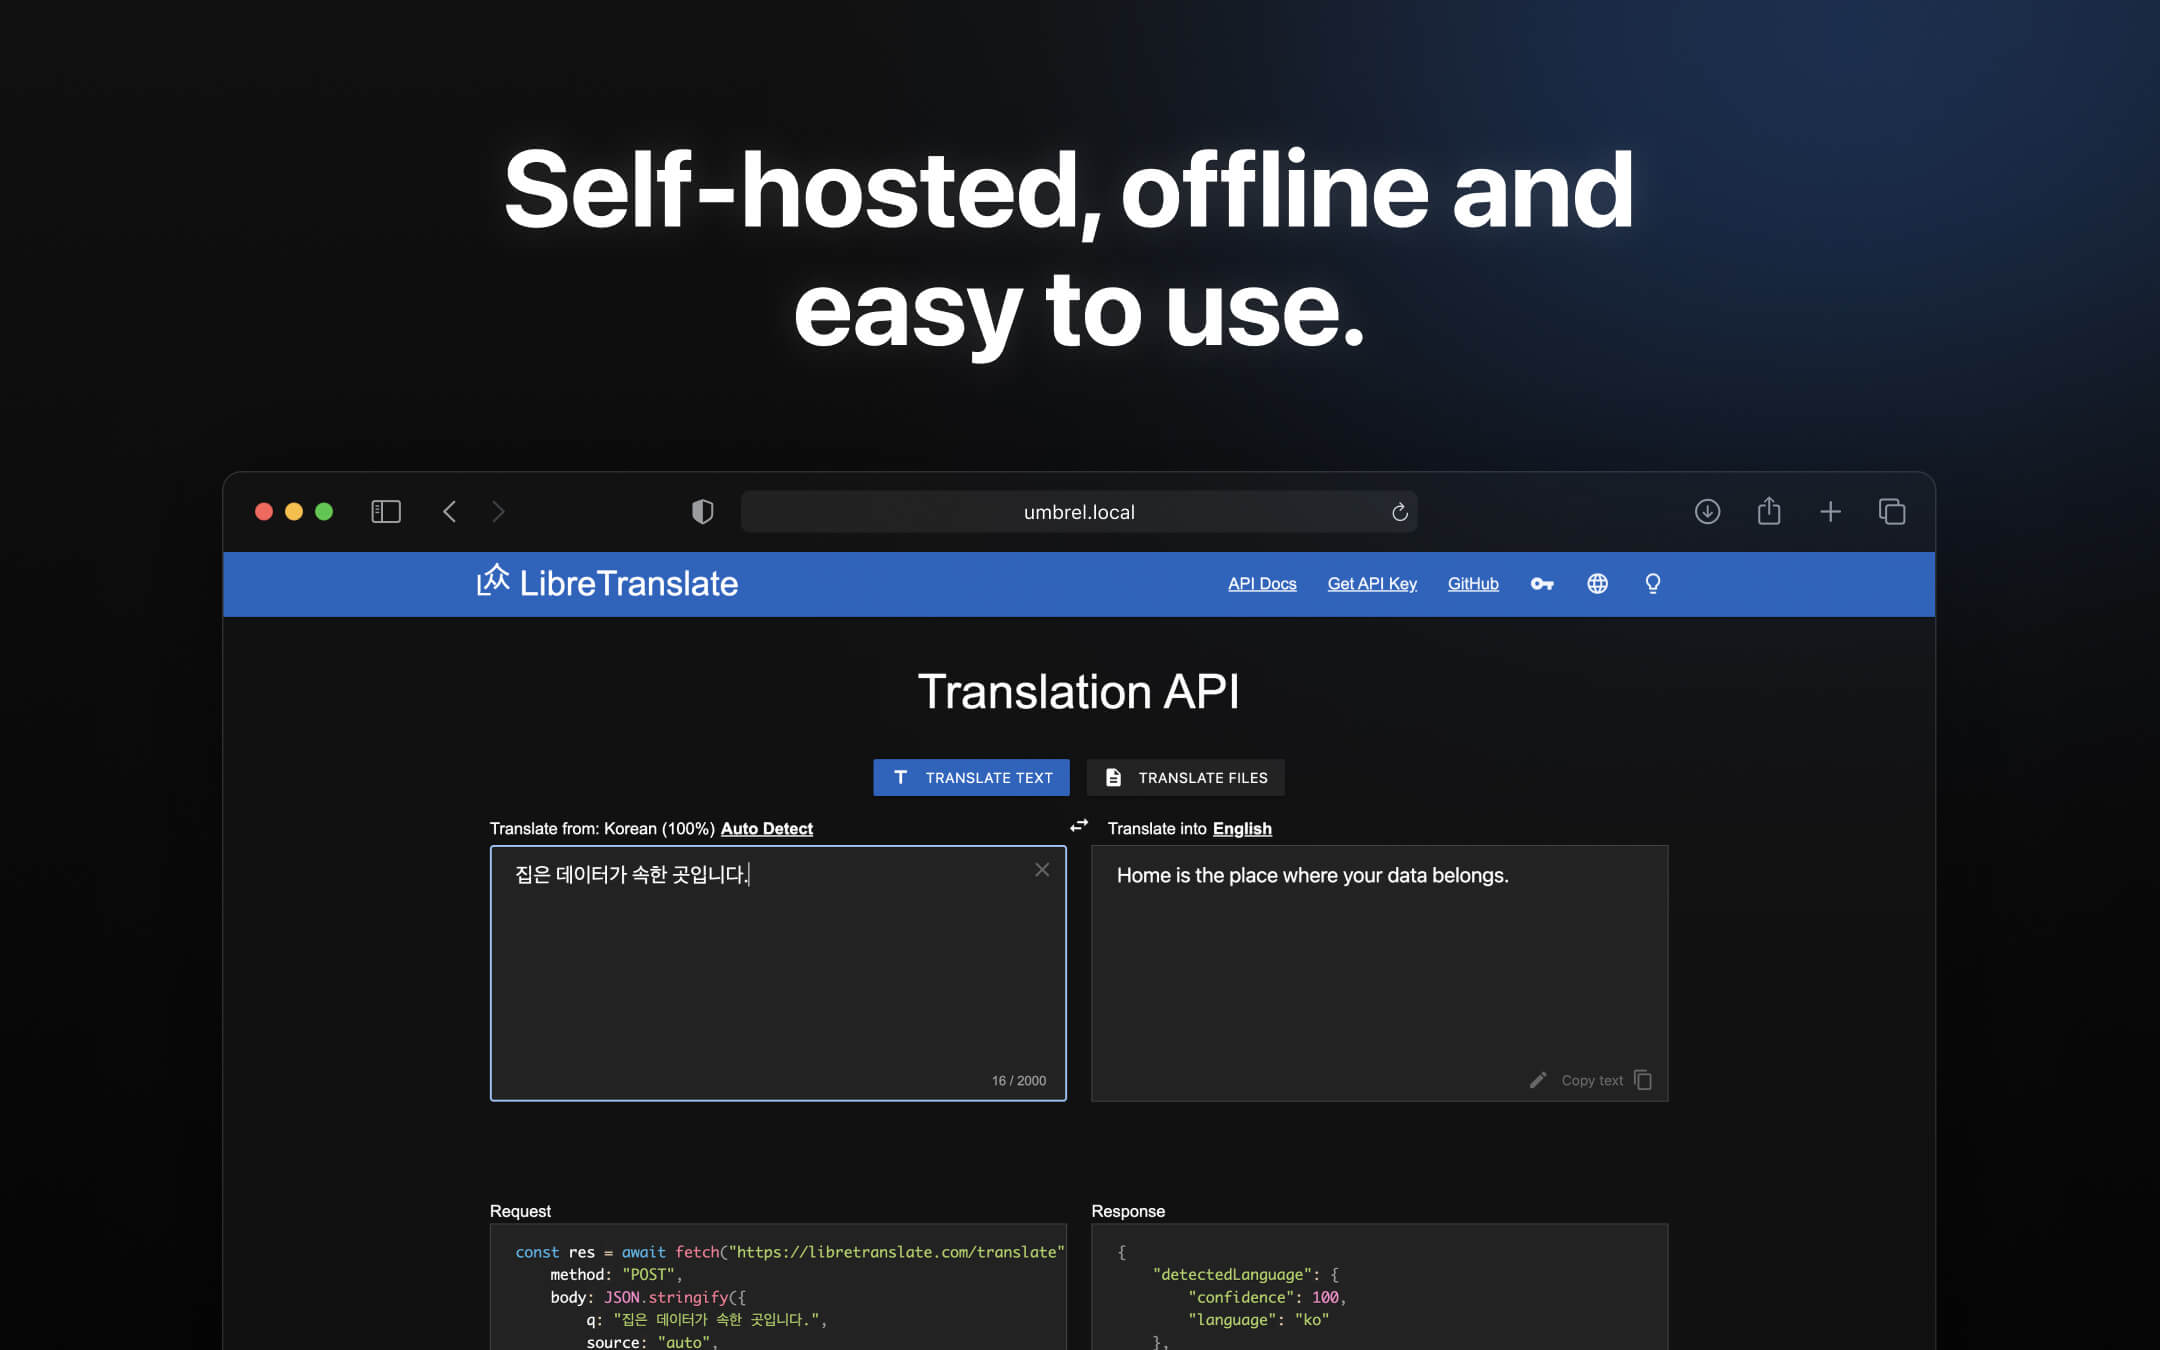 Self-hosted, offline and
easy to use.
umbrel.local
LibreTranslate
API Docs
Get API Key
GitHub
Translation API
TRANSLATE TEXT
TRANSLATE FILES
Translate from: Korean (100%) Auto Detect
Translate into English
집은 데이터가 속한 곳입니다.
Home is the place where your data belongs.
16 / 2000
Copy text
Request
const res = await fetch("https://libretranslate.com/translate"
method: "POST",
body: JSON.stringify({
q: "집은 데이터가 속한 곳입니다.",
source: "auto",
Response
{
"detectedLanguage": {
"confidence": 100,
"language": "ko"
},